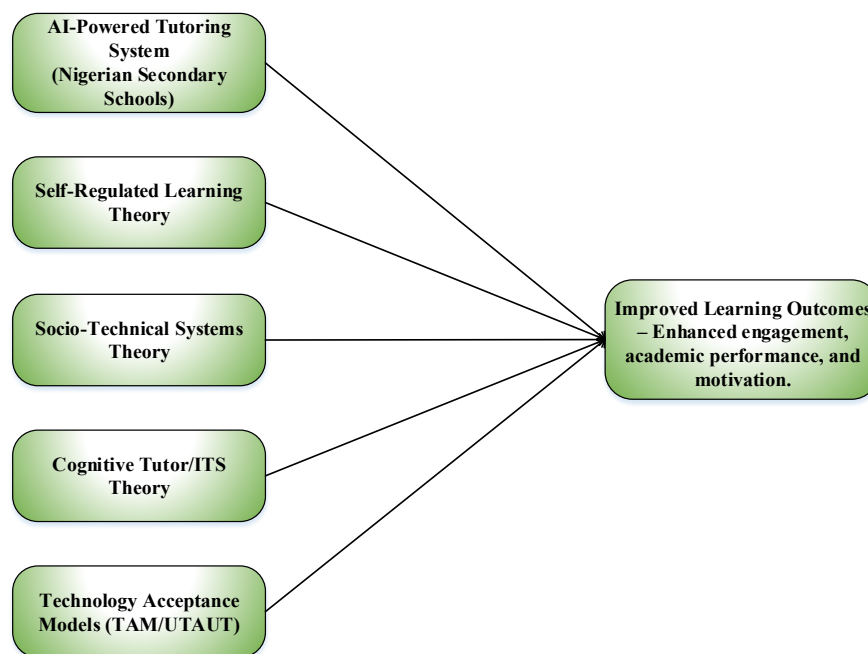 AI-Powered Tutoring
System
(Nigerian Secondary
Schools)
Self-Regulated Learning
Theory
Socio-Technical Systems
Theory
Cognitive Tutor/ITS
Theory
Technology Acceptance
Models (TAM/UTAUT)
Improved Learning Outcomes
– Enhanced engagement,
academic performance, and
motivation.